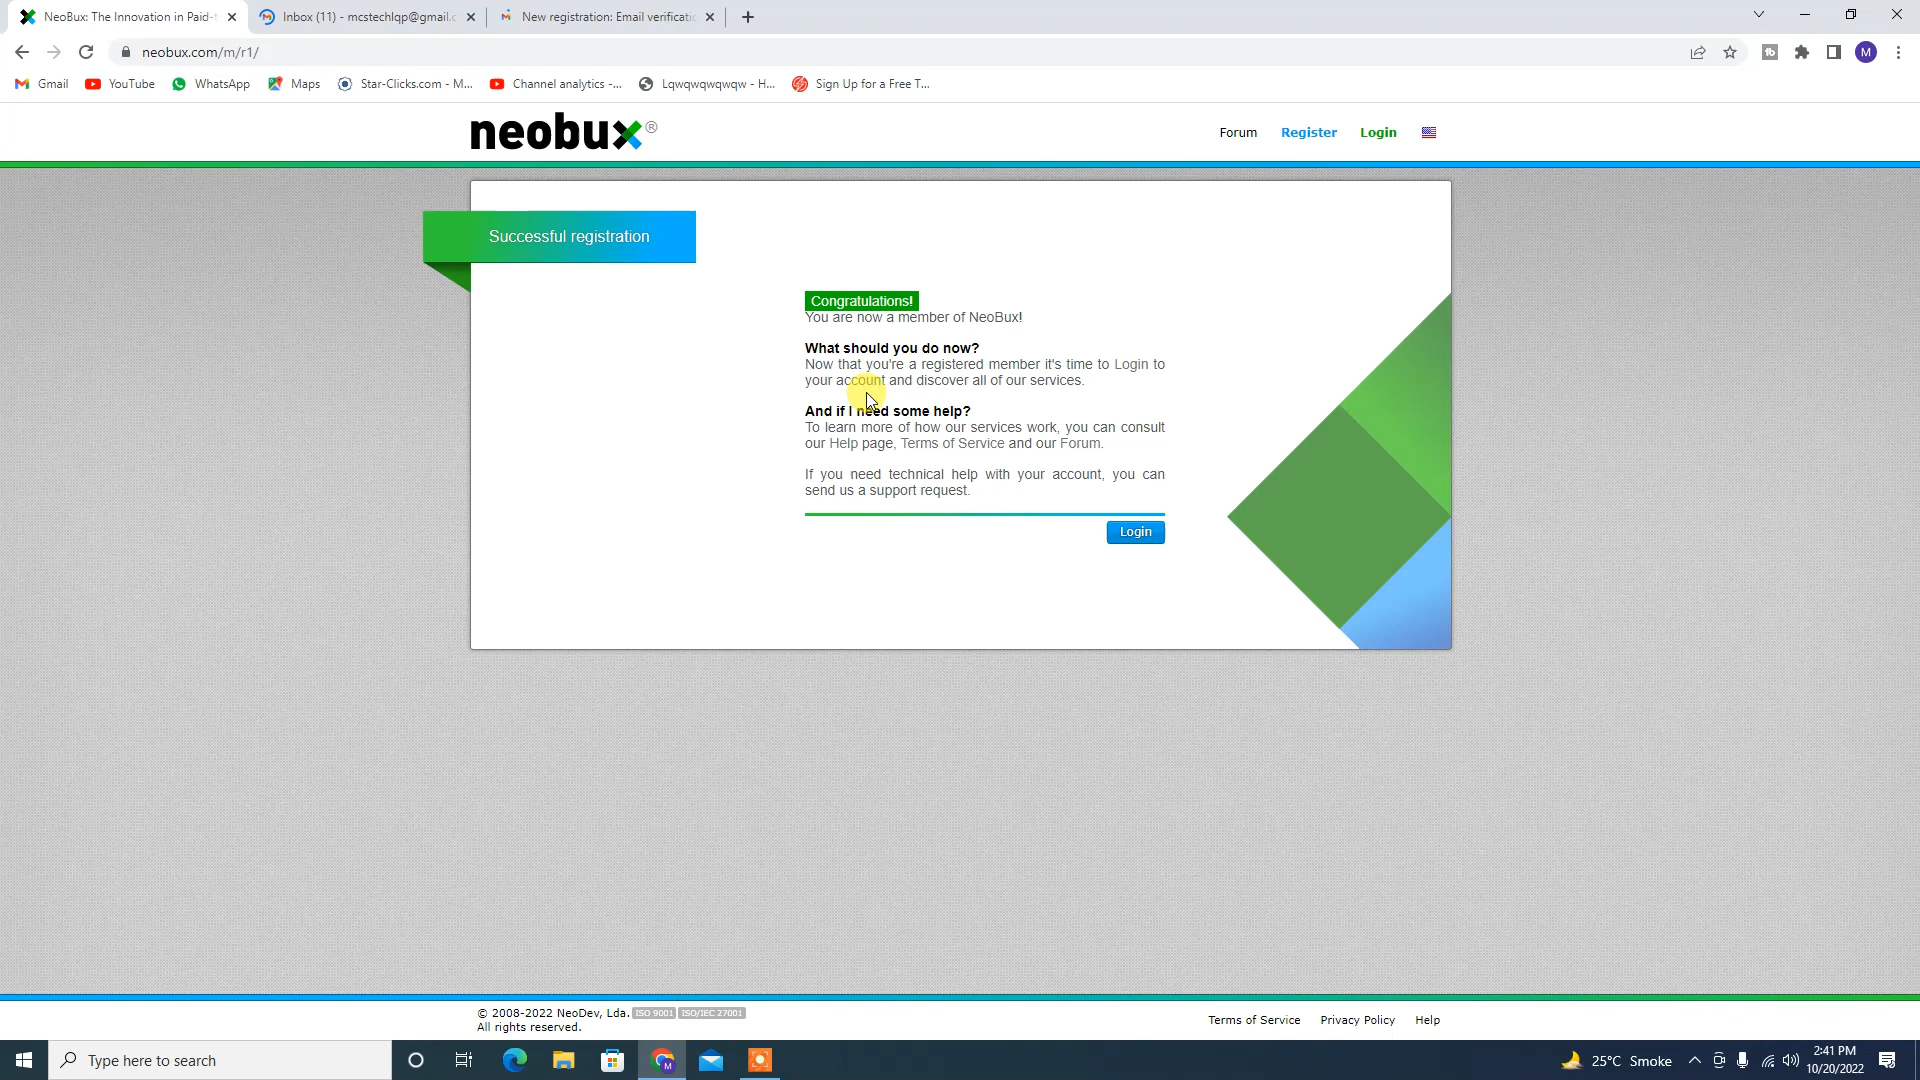 NeoBux: The Innovation in Paid-t
Inbox (11) - mcstechlqp@gmail.c
New registration: Email verificatio
neobux.com/m/r1/
M
Gmail
YouTube
WhatsApp
Maps
Star-Clicks.com - M...
Channel analytics -...
Lqwqwqwqwqw - H...
Sign Up for a Free T...
neobux®
Forum
Register
Login
Successful registration
Congratulations!
You are now a member of NeoBux!
What should you do now?
Now that you're a registered member it's time to Login to
your account and discover all of our services.
And if I need some help?
To learn more of how our services work, you can consult
our Help page, Terms of Service and our Forum.
If you need technical help with your account, you can
send us a support request.
Login
© 2008-2022 NeoDev, Lda. ISO 9001 ISO/IEC 27001
All rights reserved.
Terms of Service
Privacy Policy
Help
Type here to search
M
25°C Smoke
2:41 PM
10/20/2022